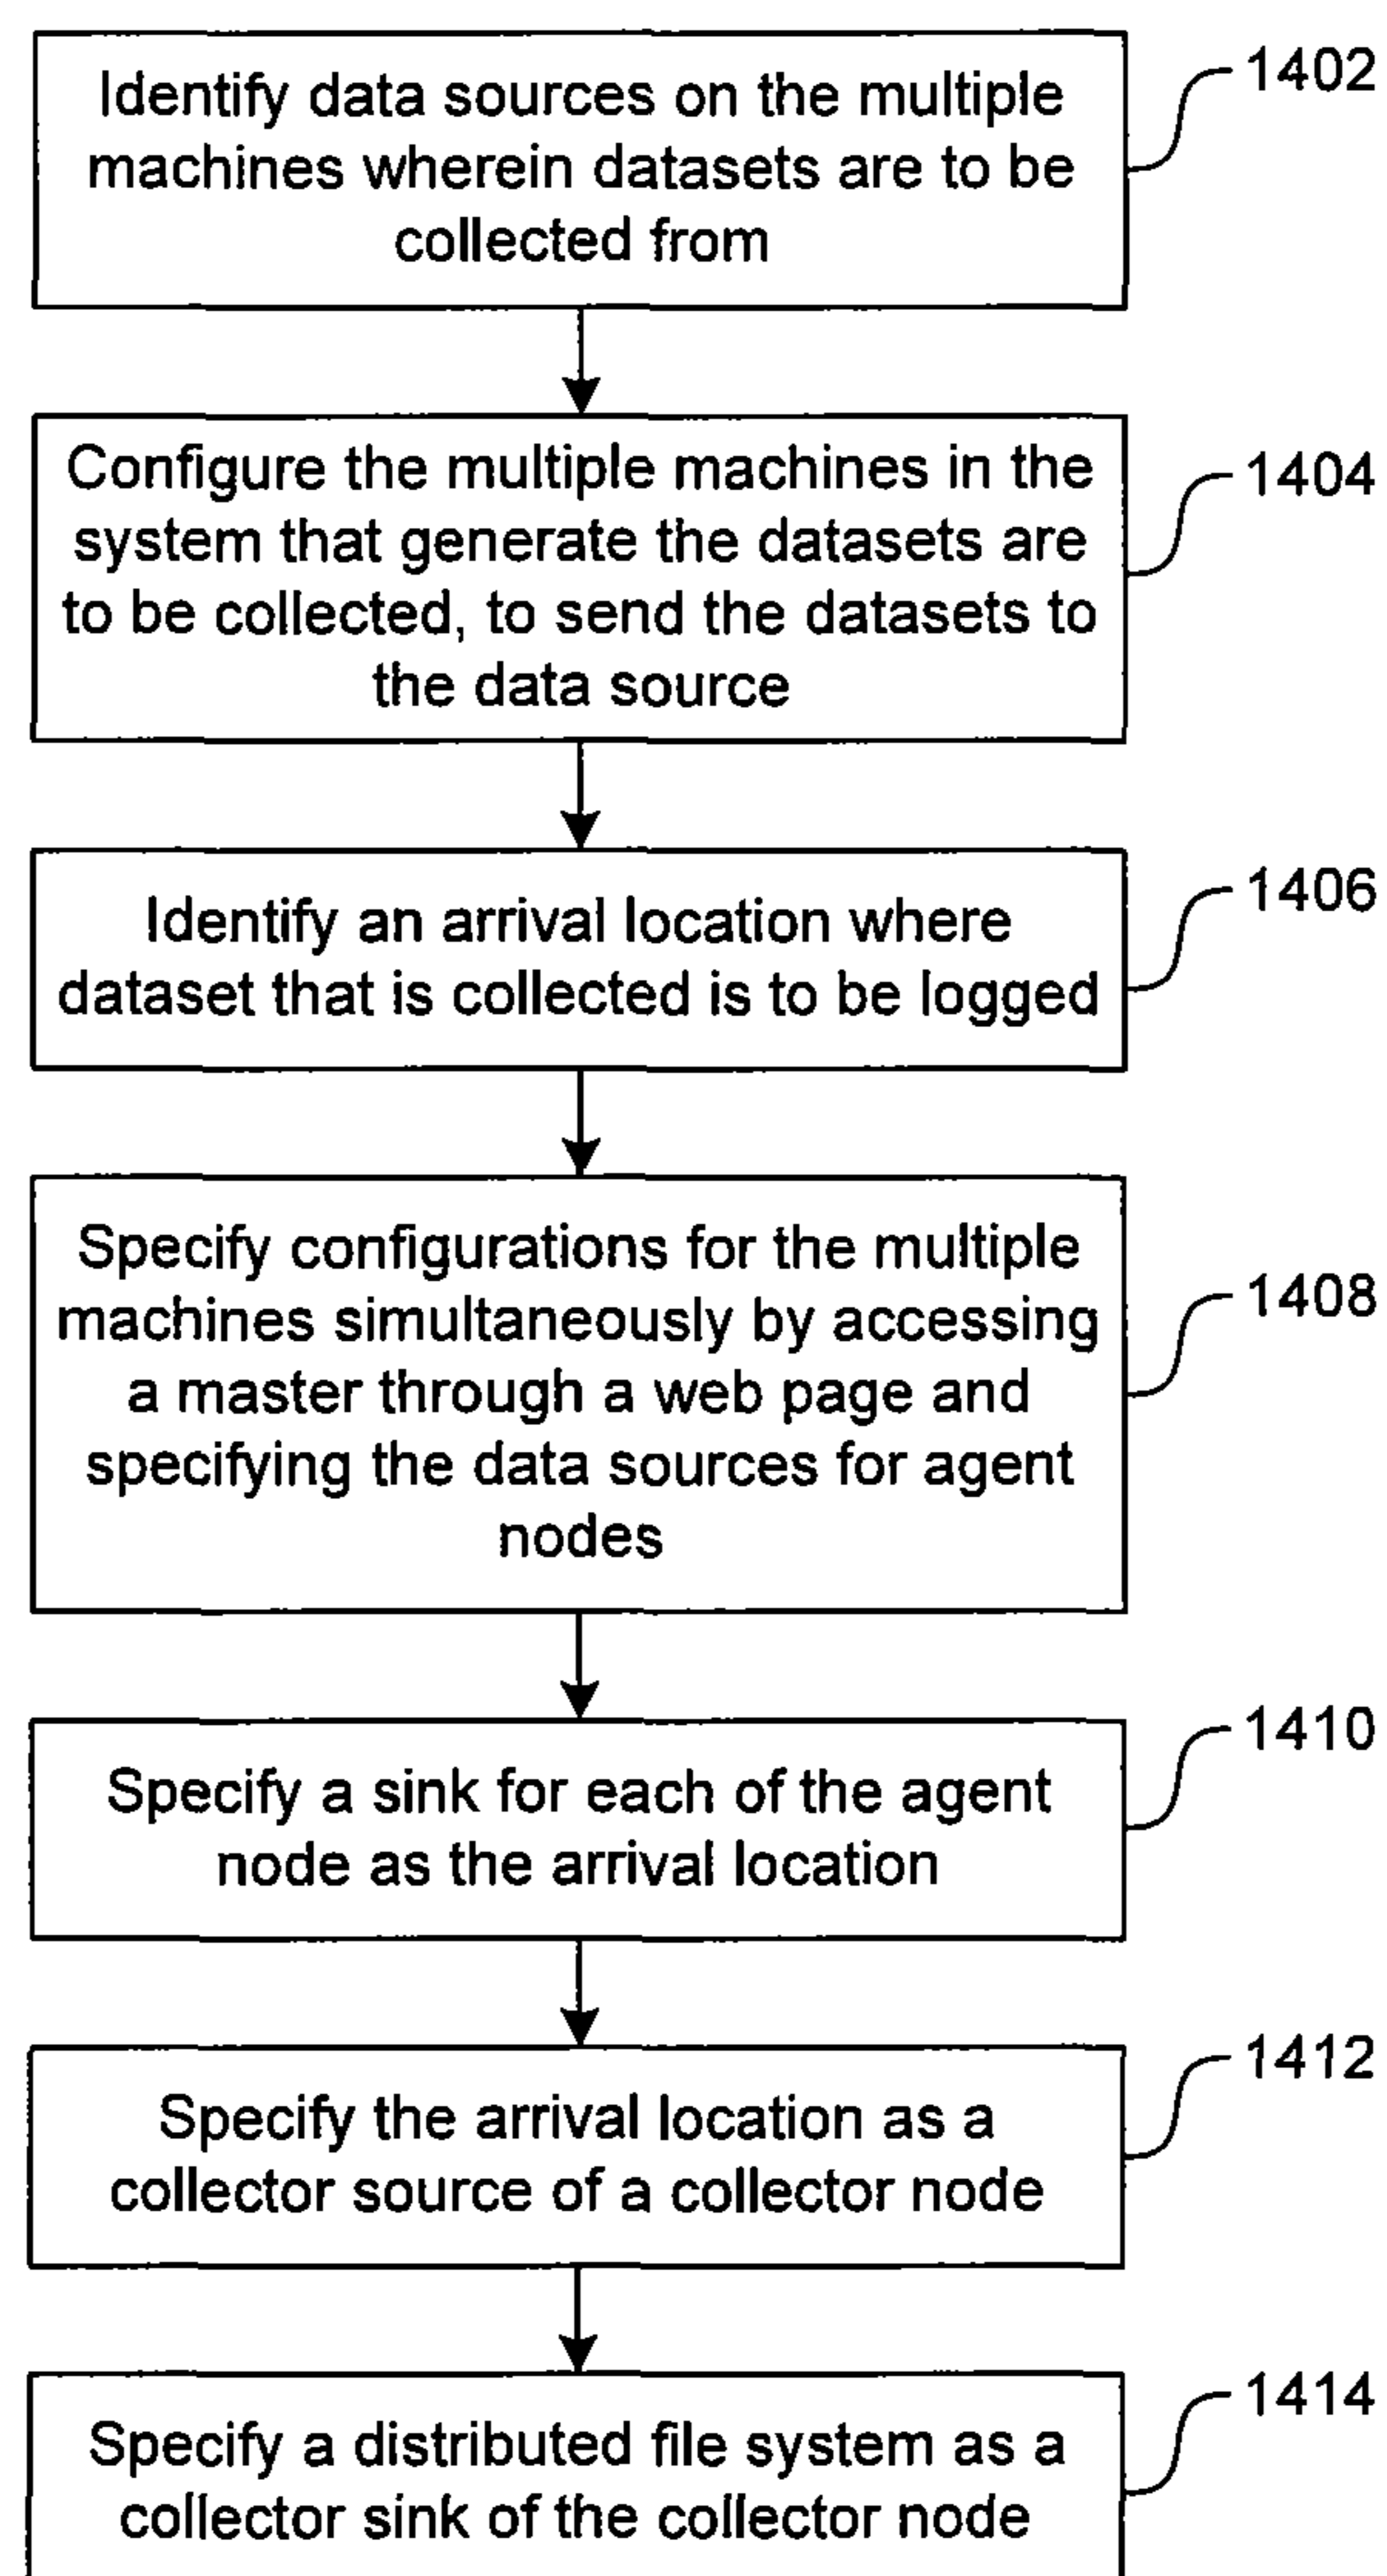 Identify data sources on the multiple
machines wherein datasets are to be
collected from
1402
Configure the multiple machines in the
system that generate the datasets are
to be collected, to send the datasets to
the data source
1404
Identify an arrival location where
dataset that is collected is to be logged
1406
Specify configurations for the multiple
machines simultaneously by accessing
a master through a web page and
specifying the data sources for agent
nodes
1408
Specify a sink for each of the agent
node as the arrival location
1410
Specify the arrival location as a
collector source of a collector node
1412
Specify a distributed file system as a
collector sink of the collector node
1414